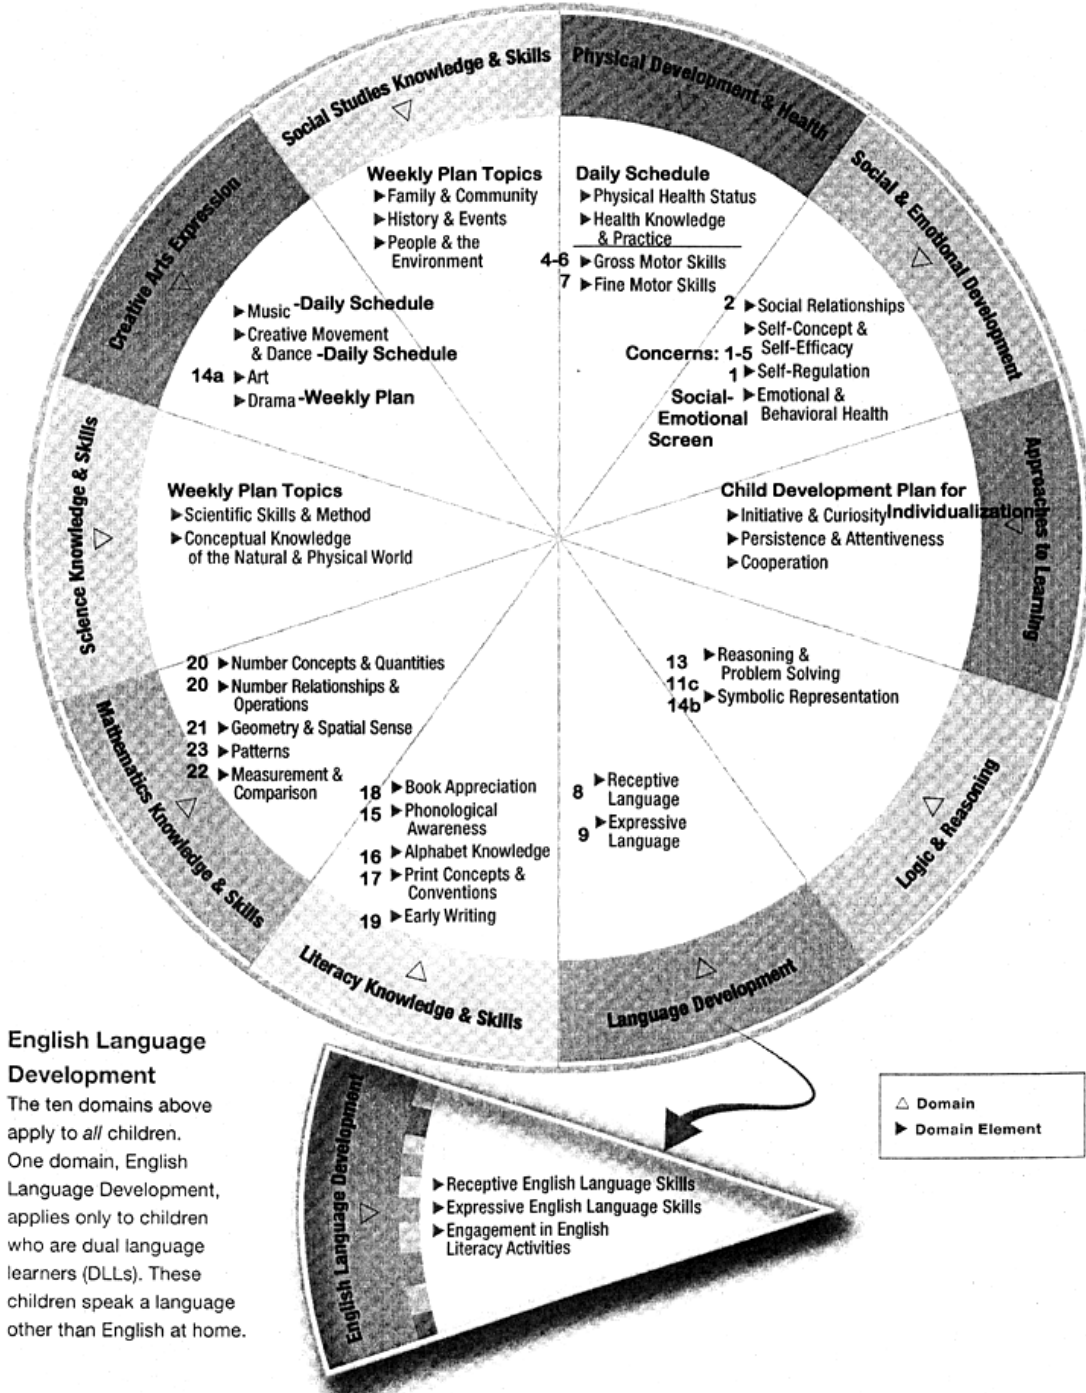 Social Studies Knowledge & Skills
Weekly Plan Topics
▶Family & Community
▶History & Events
▶People & the
Environment
Physical Development & Health
Daily Schedule
▶Physical Health Status
▶Health Knowledge
& Practice
4-6 ▶Gross Motor Skills
7 ▶Fine Motor Skills
Social & Emotional Development
2 ▶Social Relationships
▶Self-Concept &
Self-Efficacy
Concerns: 1-5
1 ▶Self-Regulation
Social-
Emotional
Screen
▶Emotional &
Behavioral Health
Approaches to Learning
Child Development Plan for
Individualization
▶Initiative & Curiosity
▶Persistence & Attentiveness
▶Cooperation
Logic & Reasoning
13 ▶Reasoning &
Problem Solving
11c
14b ▶Symbolic Representation
Language Development
8 ▶Receptive
Language
9 ▶Expressive
Language
Literacy Knowledge & Skills
18 ▶Book Appreciation
15 ▶Phonological
Awareness
16 ▶Alphabet Knowledge
17 ▶Print Concepts &
Conventions
19 ▶Early Writing
Mathematics Knowledge & Skills
20 ▶Number Concepts & Quantities
20 ▶Number Relationships &
Operations
21 ▶Geometry & Spatial Sense
23 ▶Patterns
22 ▶Measurement &
Comparison
Science Knowledge & Skills
Weekly Plan Topics
▶Scientific Skills & Method
▶Conceptual Knowledge
of the Natural & Physical World
Creative Arts Expression
▶Music -Daily Schedule
▶Creative Movement
& Dance -Daily Schedule
14a ▶Art
▶Drama -Weekly Plan
English Language
Development
The ten domains above
apply to all children.
One domain, English
Language Development,
applies only to children
who are dual language
learners (DLLs). These
children speak a language
other than English at home.
English Language Development
▶Receptive English Language Skills
▶Expressive English Language Skills
▶Engagement in English
Literacy Activities
△ Domain
▶ Domain Element